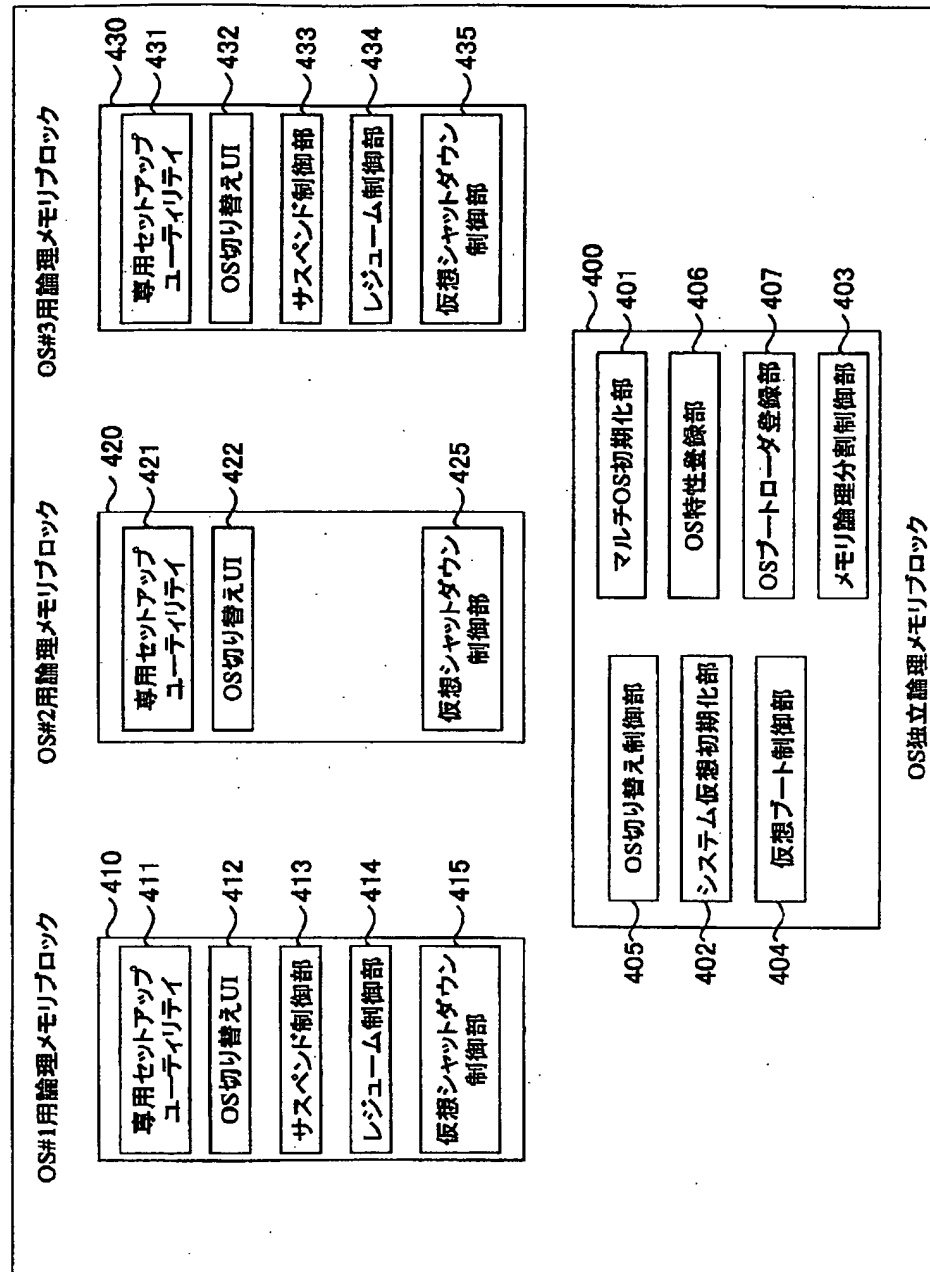 OS#1用論理メモリブロック
410
専用セットアップ
ユーティリティ
411
OS切り替えUI
412
サスペンド制御部
413
レジューム制御部
414
仮想シャットダウン
制御部
415
OS#2用論理メモリブロック
420
専用セットアップ
ユーティリティ
421
OS切り替えUI
422
仮想シャットダウン
制御部
425
OS#3用論理メモリブロック
430
専用セットアップ
ユーティリティ
431
OS切り替えUI
432
サスペンド制御部
433
レジューム制御部
434
仮想シャットダウン
制御部
435
400
OS切り替え制御部
405
マルチOS初期化部
401
システム仮想初期化部
402
OS特性登録部
406
仮想ブート制御部
404
OSブートローダ登録部
407
メモリ論理分割制御部
403
OS独立論理メモリブロック